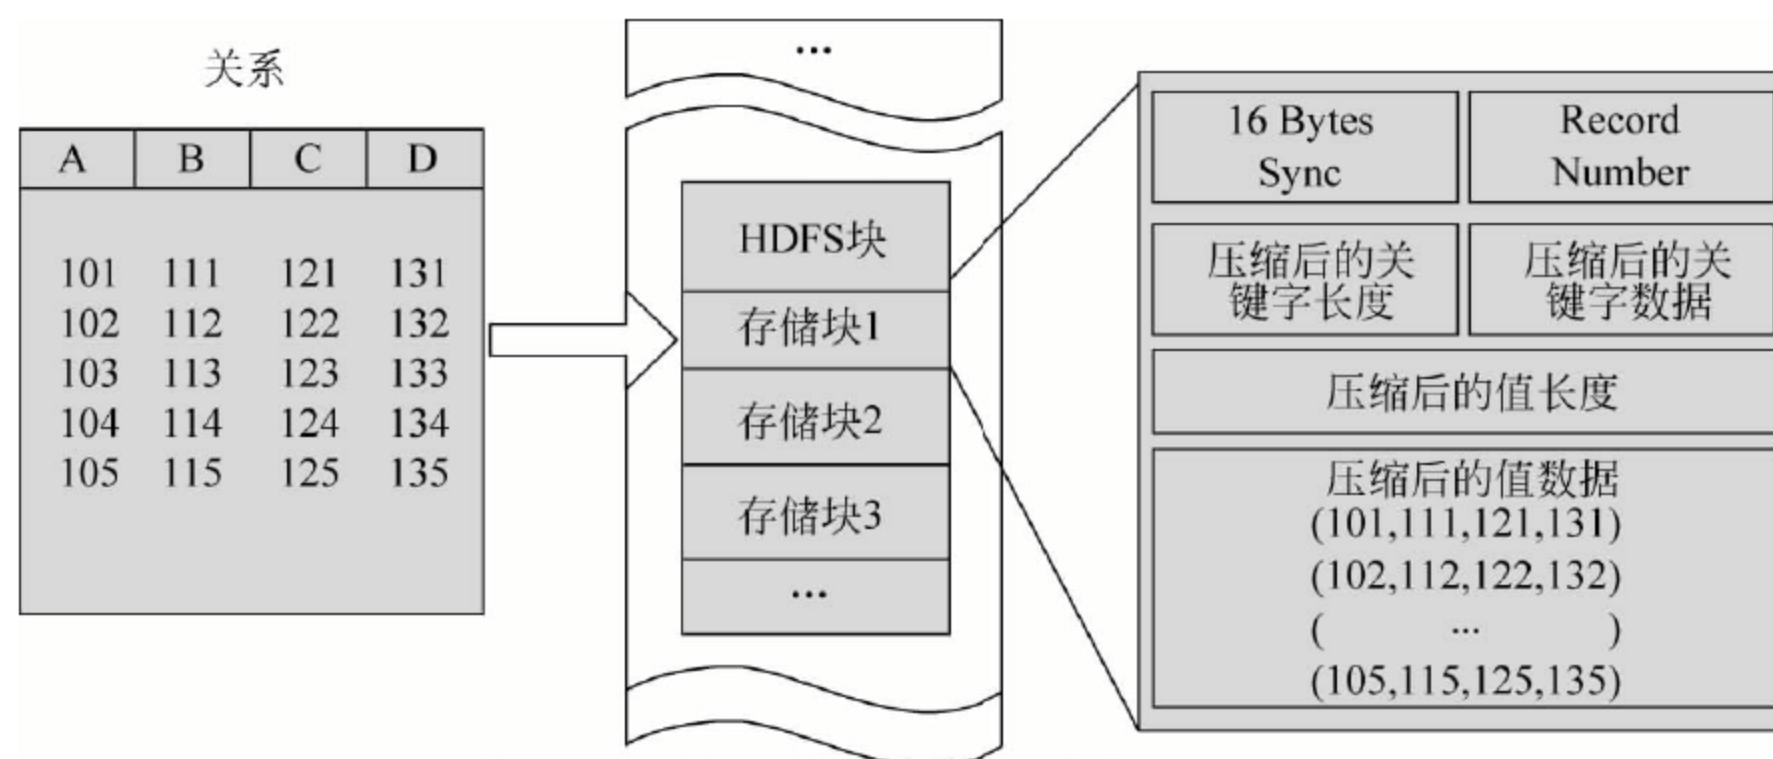 关系
A B C D
101 111 121 131
102 112 122 132
103 113 123 133
104 114 124 134
105 115 125 135
...
HDFS块
存储块1
存储块2
存储块3
...
16 Bytes
Sync
Record
Number
压缩后的关
键字长度
压缩后的关
键字数据
压缩后的值长度
压缩后的值数据
(101,111,121,131)
(102,112,122,132)
( ... )
(105,115,125,135)